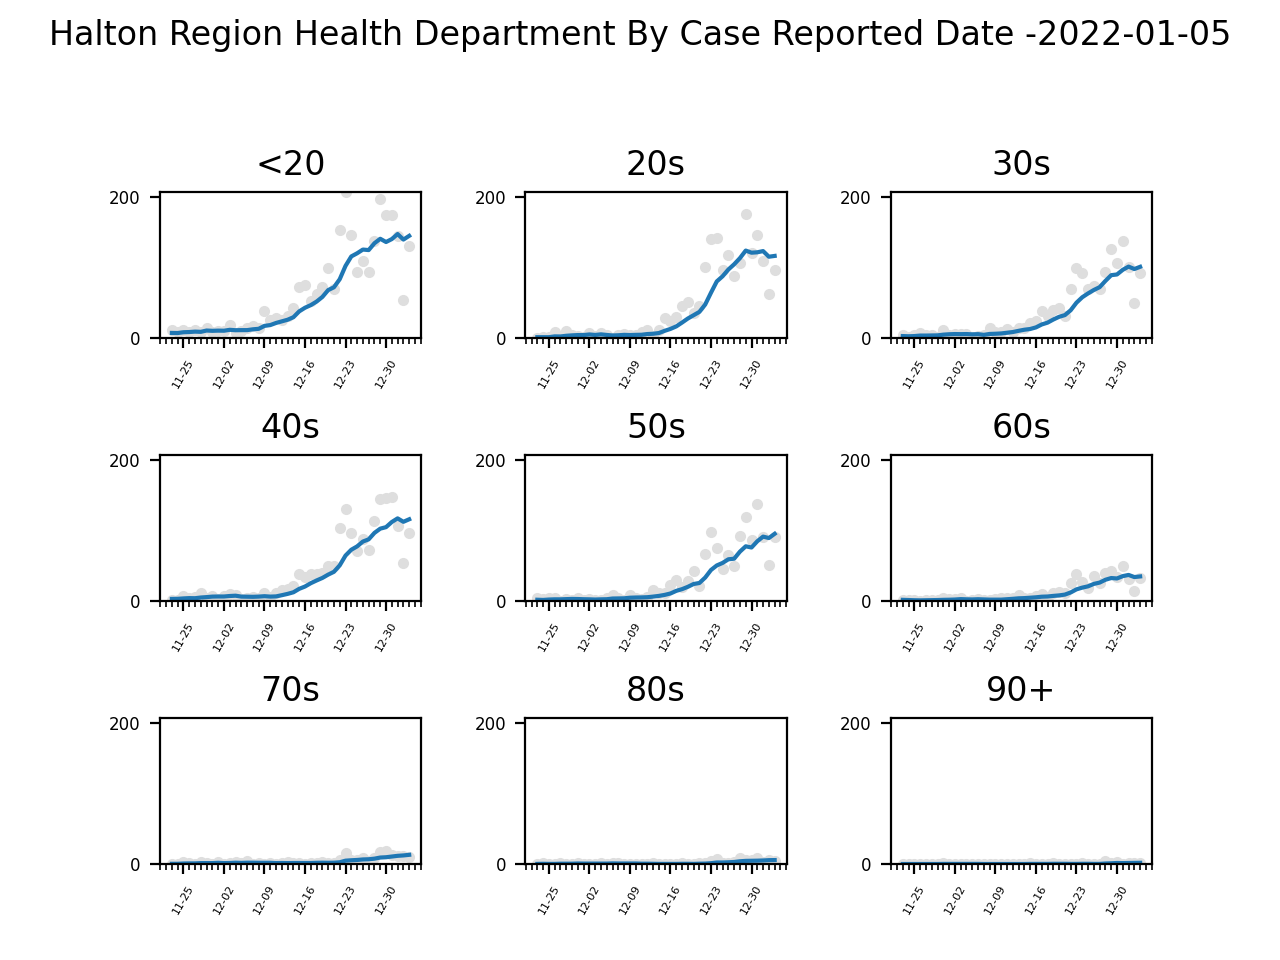 Halton Region Health Department By Case Reported Date -2022-01-05
<20 20s 30s
200 200 200
0 0 0
11-25 12-02 12-09 12-16 12-23 12-30 11-25 12-02 12-09 12-16 12-23 12-30 11-25 12-02 12-09 12-16 12-23 12-30
40s 50s 60s
200 200 200
0 0 0
11-25 12-02 12-09 12-16 12-23 12-30 11-25 12-02 12-09 12-16 12-23 12-30 11-25 12-02 12-09 12-16 12-23 12-30
70s 80s 90+
200 200 200
0 0 0
11-25 12-02 12-09 12-16 12-23 12-30 11-25 12-02 12-09 12-16 12-23 12-30 11-25 12-02 12-09 12-16 12-23 12-30